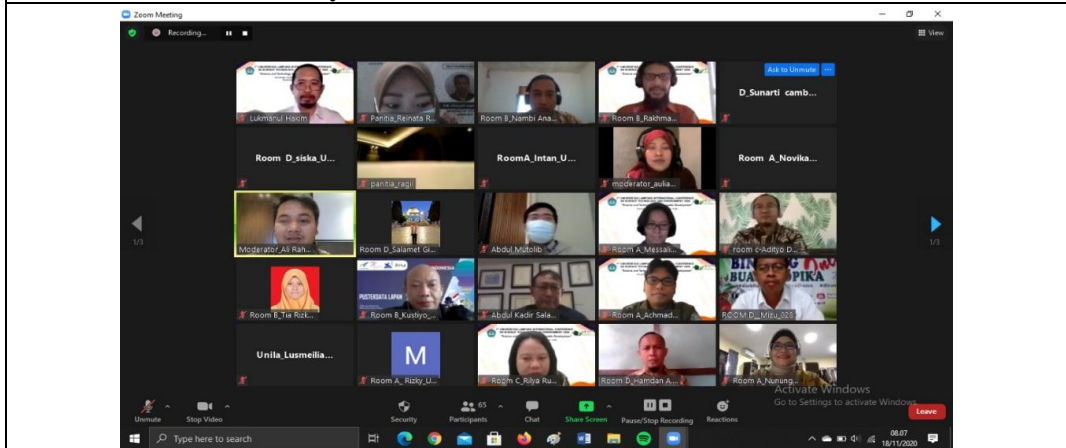 Zoom Meeting
Recording...
View
Lukmanul Hakim
Panitia_Reinata R...
Room B_Nambi Ana...
Room B_Rakhma...
Ask to Unmute
D_Sunarti camb...
Room D_siska_U...
panitia_ragil
RoomA_Intan_U...
moderator_aulia...
Room A_Novika...
1/3
Moderator_Ali Rah...
Room D_Salamet Gi...
Abdul Mutolib
Room A_Messali...
room c-Adityo D...
1/3
Room B_Tia Rizk...
PUSTEKDATA LAPAN
Room B_Kustiyo_...
Abdul Kadir Sala...
Room A_Achmad...
ROOM D_ Mizu_028...
Unila_Lusmeilia...
M
Room A_ Rizky_U...
Room C_Rilya Ru...
Room D_Hamdan A...
Room A_Nunung...
Activate Windows
Go to Settings to activate Windows.
Unmute
Stop Video
Security
65
Participants
Chat
Share Screen
Pause/Stop Recording
Reactions
Leave
Type here to search
08.07
18/11/2020